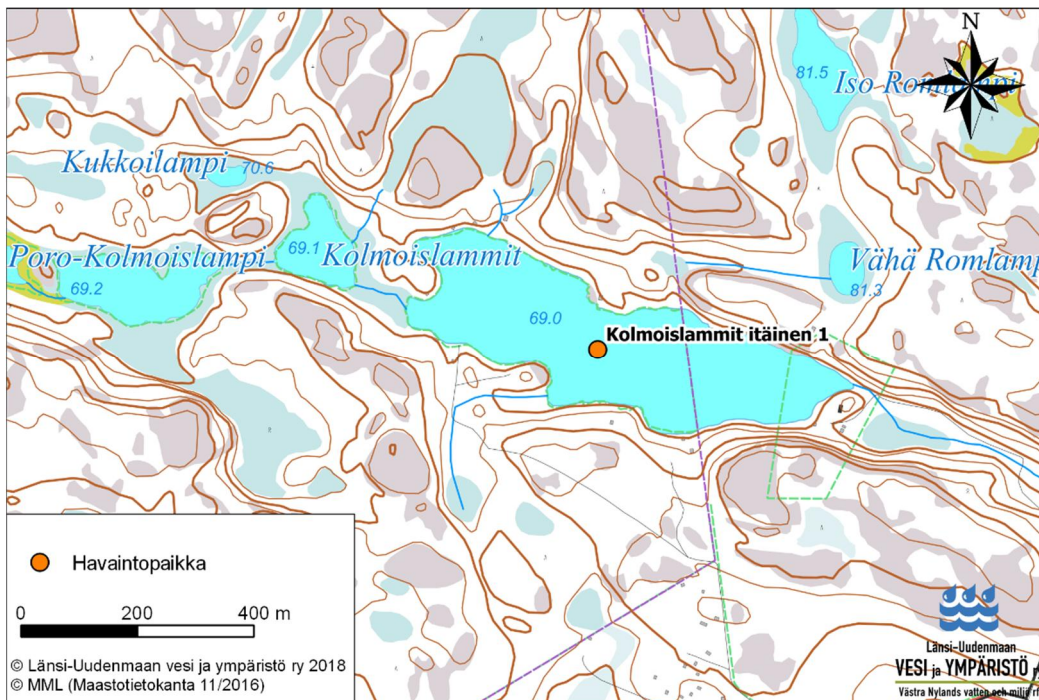 N
81.5
Iso Romlampi
Kukkoilampi 70.6
Poro-Kolmoislampi
69.1
Kolmoislammit
Vähä Romlamp
69.2
81.3
69.0
Kolmoislammit itäinen 1
Havaintopaikka
0 200 400 m
© Länsi-Uudenmaan vesi ja ympäristö ry 2018
© MML (Maastotietokanta 11/2016)
Länsi-Uudenmaan
VESI ja YMPÄRISTÖ
Västra Nylands vatten och miljö rf